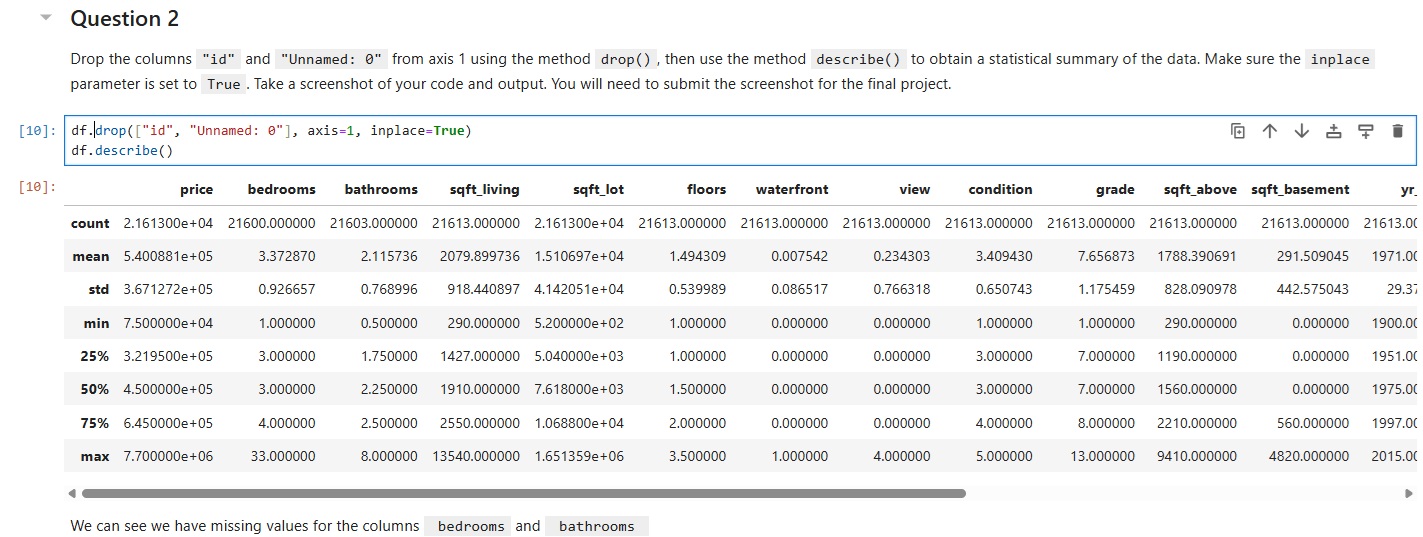 Question 2
Drop the columns "id" and "Unnamed: 0" from axis 1 using the method drop() , then use the method describe() to obtain a statistical summary of the data. Make sure the inplace
parameter is set to True . Take a screenshot of your code and output. You will need to submit the screenshot for the final project.
[10]: df.drop(["id", "Unnamed: 0"], axis=1, inplace=True)
df.describe()
[10]: price bedrooms bathrooms sqft_living sqft_lot floors waterfront view condition grade sqft_above sqft_basement yr_
count 2.161300e+04 21600.000000 21603.000000 21613.000000 2.161300e+04 21613.000000 21613.000000 21613.000000 21613.000000 21613.000000 21613.000000 21613.000000 21613.00
mean 5.400881e+05 3.372870 2.115736 2079.899736 1.510697e+04 1.494309 0.007542 0.234303 3.409430 7.656873 1788.390691 291.509045 1971.00
std 3.671272e+05 0.926657 0.768996 918.440897 4.142051e+04 0.539989 0.086517 0.766318 0.650743 1.175459 828.090978 442.575043 29.37
min 7.500000e+04 1.000000 0.500000 290.000000 5.200000e+02 1.000000 0.000000 0.000000 1.000000 1.000000 290.000000 0.000000 1900.00
25% 3.219500e+05 3.000000 1.750000 1427.000000 5.040000e+03 1.000000 0.000000 0.000000 3.000000 7.000000 1190.000000 0.000000 1951.00
50% 4.500000e+05 3.000000 2.250000 1910.000000 7.618000e+03 1.500000 0.000000 0.000000 3.000000 7.000000 1560.000000 0.000000 1975.00
75% 6.450000e+05 4.000000 2.500000 2550.000000 1.068800e+04 2.000000 0.000000 0.000000 4.000000 8.000000 2210.000000 560.000000 1997.00
max 7.700000e+06 33.000000 8.000000 13540.000000 1.651359e+06 3.500000 1.000000 4.000000 5.000000 13.000000 9410.000000 4820.000000 2015.00
We can see we have missing values for the columns bedrooms and bathrooms